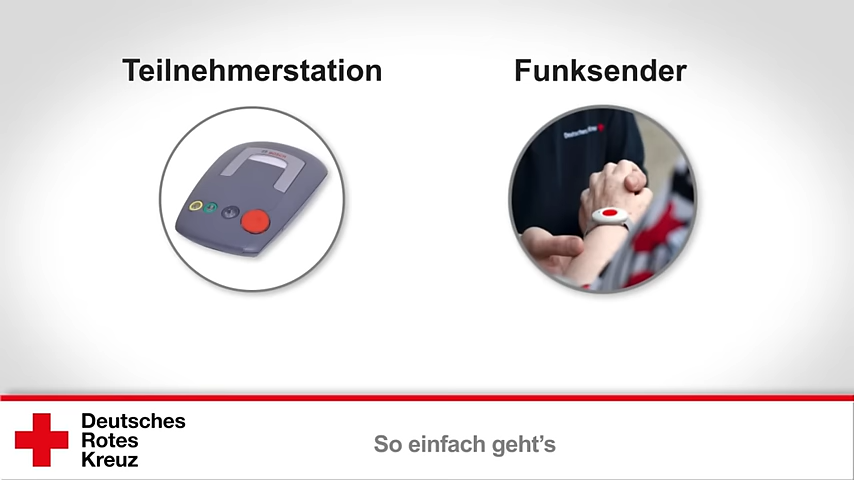 Teilnehmerstation
Funksender
Deutsches
Rotes
Kreuz
So einfach geht's